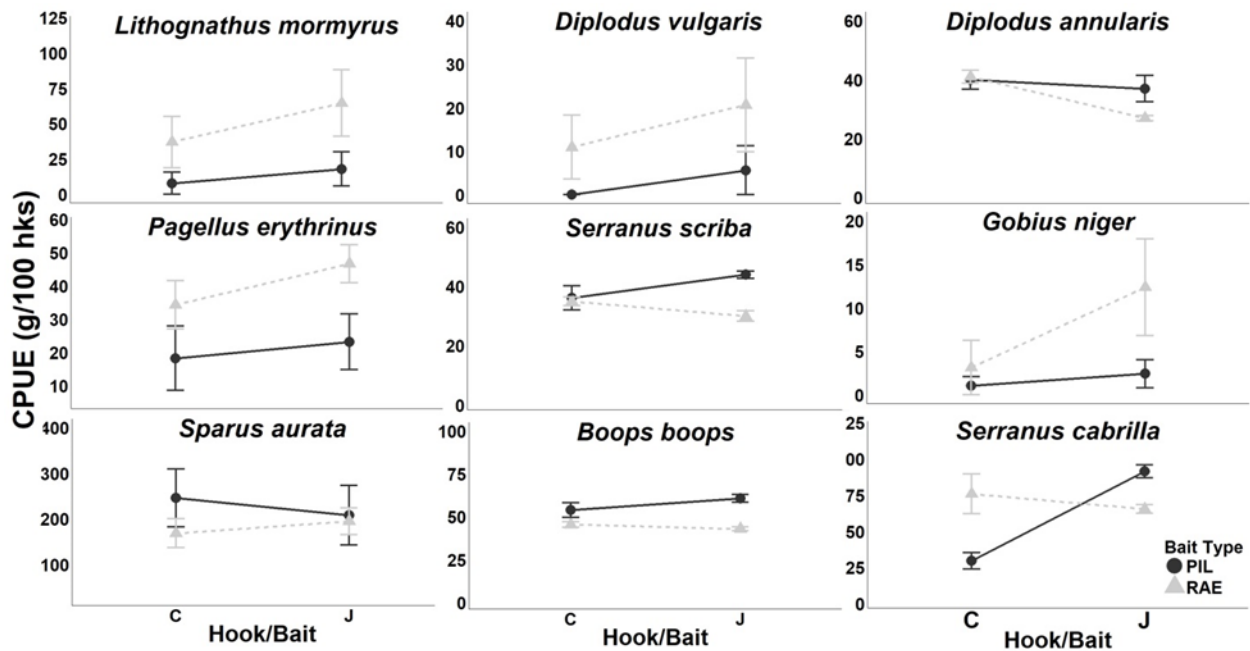 CPUE (g/100 hks)
Lithognathus mormyrus
125
100
75
50
25
0
Diplodus vulgaris
40
30
20
10
0
Diplodus annularis
60
40
20
0
Pagellus erythrinus
60
50
40
30
20
10
Serranus scriba
60
40
20
0
Gobius niger
20
15
10
5
0
Sparus aurata
400
300
200
100
C J
Hook/Bait
Boops boops
100
75
50
25
0
C J
Hook/Bait
Serranus cabrilla
25
00
75
50
25
0
C J
Hook/Bait
Bait Type
PIL
RAE